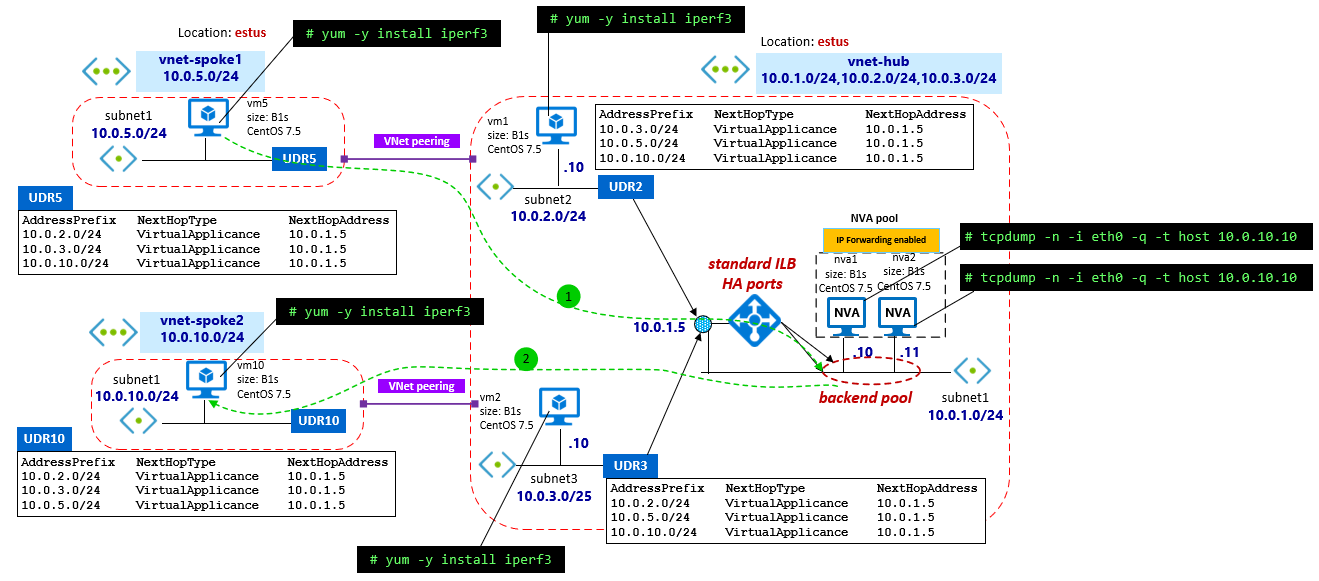 # yum -y install iperf3
# yum -y install iperf3
Location: estus
Location: estus
vnet-spoke1
10.0.5.0/24
vnet-hub
10.0.1.0/24,10.0.2.0/24,10.0.3.0/24
subnet1
10.0.5.0/24
vm5
size: B1s
CentOS 7.5
UDR5
VNet peering
vm1
size: B1s
CentOS 7.5
.10
subnet2
10.0.2.0/24
UDR2
AddressPrefix NextHopType NextHopAddress
10.0.3.0/24 VirtualApplicance 10.0.1.5
10.0.5.0/24 VirtualApplicance 10.0.1.5
10.0.10.0/24 VirtualApplicance 10.0.1.5
UDR5
AddressPrefix NextHopType NextHopAddress
10.0.2.0/24 VirtualApplicance 10.0.1.5
10.0.3.0/24 VirtualApplicance 10.0.1.5
10.0.10.0/24 VirtualApplicance 10.0.1.5
NVA pool
IP Forwarding enabled
# tcpdump -n -i eth0 -q -t host 10.0.10.10
# tcpdump -n -i eth0 -q -t host 10.0.10.10
nva1
size: B1s
CentOS 7.5
nva2
size: B1s
CentOS 7.5
NVA
NVA
standard ILB
HA ports
1
10.0.1.5
.10
.11
backend pool
subnet1
10.0.1.0/24
vnet-spoke2
10.0.10.0/24
# yum -y install iperf3
2
subnet1
10.0.10.0/24
vm10
size: B1s
CentOS 7.5
UDR10
VNet peering
vm2
size: B1s
CentOS 7.5
.10
subnet3
10.0.3.0/25
UDR3
UDR10
AddressPrefix NextHopType NextHopAddress
10.0.2.0/24 VirtualApplicance 10.0.1.5
10.0.3.0/24 VirtualApplicance 10.0.1.5
10.0.5.0/24 VirtualApplicance 10.0.1.5
AddressPrefix NextHopType NextHopAddress
10.0.2.0/24 VirtualApplicance 10.0.1.5
10.0.5.0/24 VirtualApplicance 10.0.1.5
10.0.10.0/24 VirtualApplicance 10.0.1.5
# yum -y install iperf3